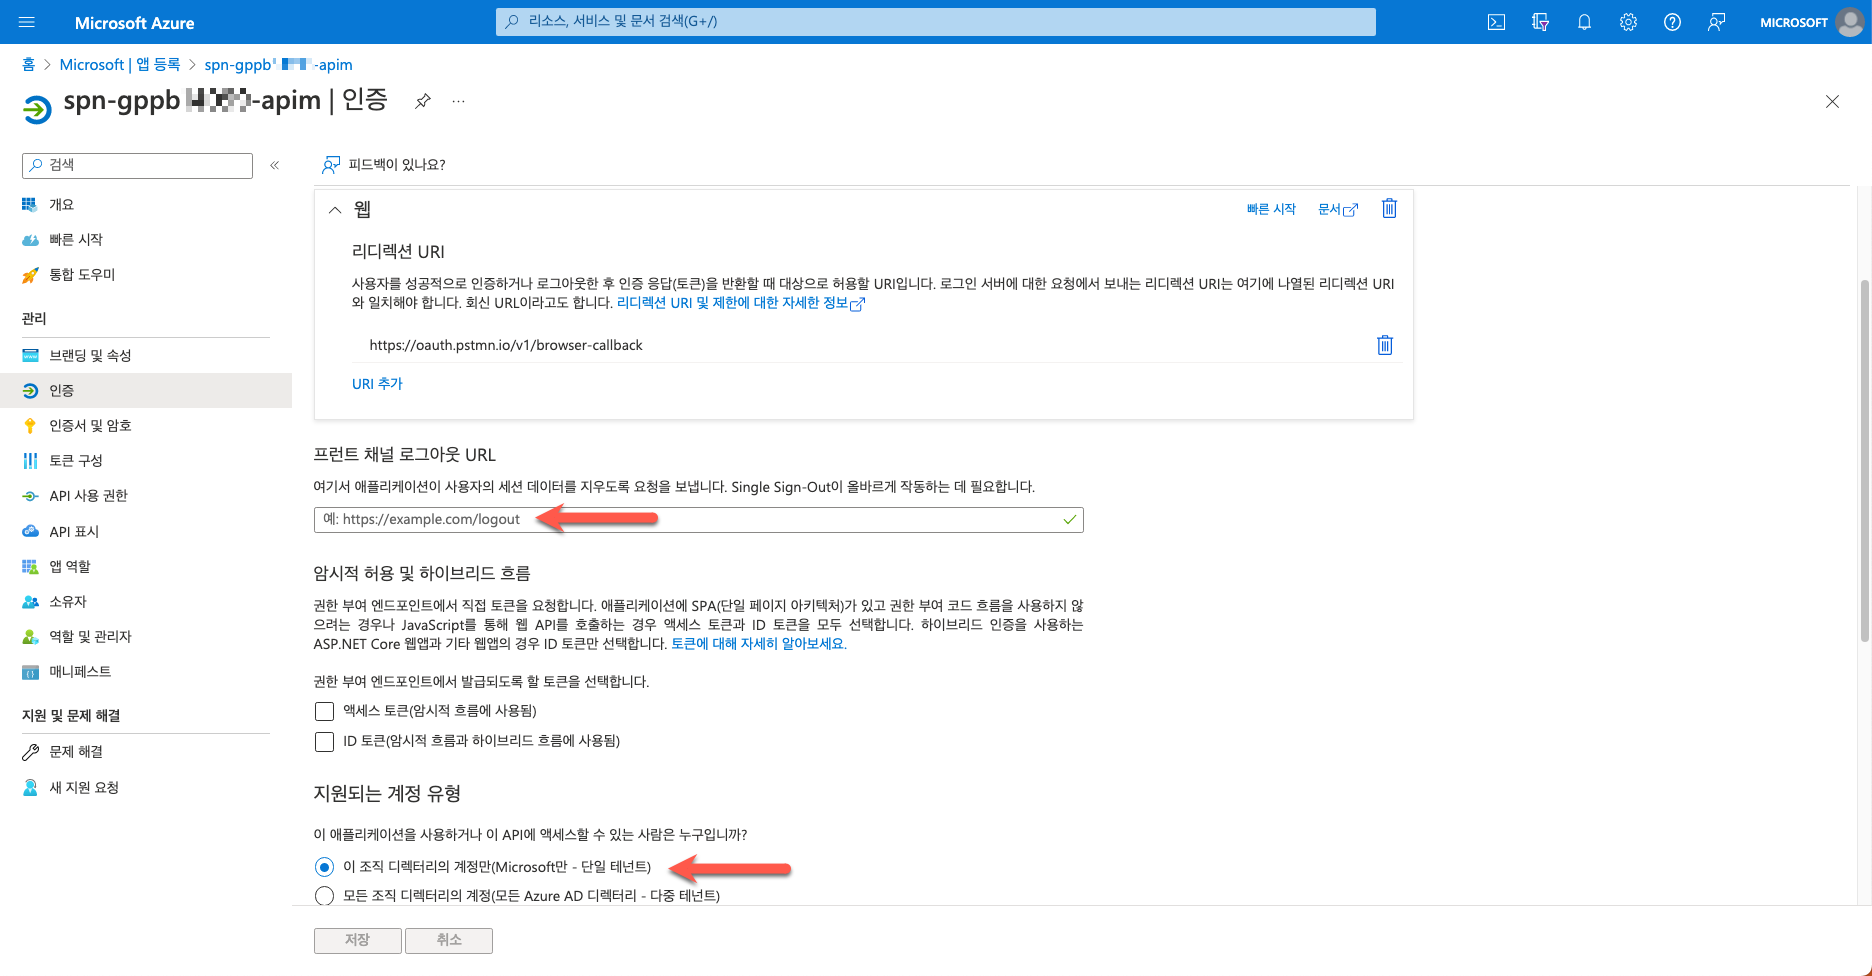 Microsoft Azure
리소스, 서비스 및 문서 검색(G+/)
MICROSOFT
홈 > Microsoft | 앱 등록 > spn-gppb -apim
spn-gppb -apim | 인증
검색
개요
빠른 시작
통합 도우미
관리
브랜딩 및 속성
인증
인증서 및 암호
토큰 구성
API 사용 권한
API 표시
앱 역할
소유자
역할 및 관리자
매니페스트
지원 및 문제 해결
문제 해결
새 지원 요청
피드백이 있나요?
웹
빠른 시작
문서
리디렉션 URI
사용자를 성공적으로 인증하거나 로그아웃한 후 인증 응답(토큰)을 반환할 때 대상으로 허용할 URI입니다. 로그인 서버에 대한 요청에서 보내는 리디렉션 URI는 여기에 나열된 리디렉션 URI
와 일치해야 합니다. 회신 URL이라고도 합니다. 리디렉션 URI 및 제한에 대한 자세한 정보
https://oauth.pstmn.io/v1/browser-callback
URI 추가
프런트 채널 로그아웃 URL
여기서 애플리케이션이 사용자의 세션 데이터를 지우도록 요청을 보냅니다. Single Sign-Out이 올바르게 작동하는 데 필요합니다.
예: https://example.com/logout
암시적 허용 및 하이브리드 흐름
권한 부여 엔드포인트에서 직접 토큰을 요청합니다. 애플리케이션에 SPA(단일 페이지 아키텍처)가 있고 권한 부여 코드 흐름을 사용하지 않
으려는 경우나 JavaScript를 통해 웹 API를 호출하는 경우 액세스 토큰과 ID 토큰을 모두 선택합니다. 하이브리드 인증을 사용하는
ASP.NET Core 웹앱과 기타 웹앱의 경우 ID 토큰만 선택합니다. 토큰에 대해 자세히 알아보세요.
권한 부여 엔드포인트에서 발급되도록 할 토큰을 선택합니다.
액세스 토큰(암시적 흐름에 사용됨)
ID 토큰(암시적 흐름과 하이브리드 흐름에 사용됨)
지원되는 계정 유형
이 애플리케이션을 사용하거나 이 API에 액세스할 수 있는 사람은 누구입니까?
이 조직 디렉터리의 계정만(Microsoft만 - 단일 테넌트)
모든 조직 디렉터리의 계정(모든 Azure AD 디렉터리 - 다중 테넌트)
저장
취소